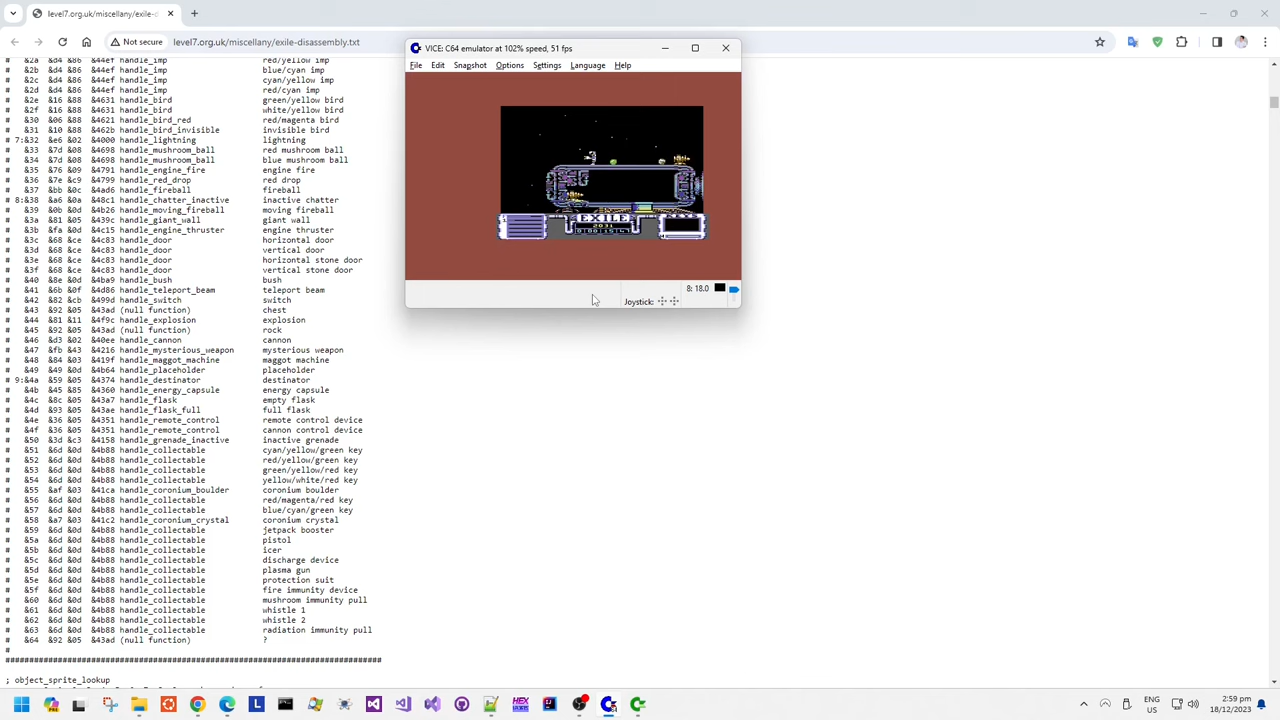 level7.org.uk/miscellany/exile-d
Not secure
level7.org.uk/miscellany/exile-disassembly.txt
VICE: C64 emulator at 102% speed, 51 fps
File Edit Snapshot Options Settings Language Help
EXILE
2031
8: 18.0
Joystick:
# &2a &d4 &86 &44ef handle_imp red/yellow imp
# &2b &d4 &86 &44ef handle_imp blue/cyan imp
# &2c &d4 &86 &44ef handle_imp cyan/yellow imp
# &2d &d4 &86 &44ef handle_imp red/cyan imp
# &2e &16 &88 &4631 handle_bird green/yellow bird
# &2f &16 &88 &4631 handle_bird white/yellow bird
# &30 &06 &88 &4621 handle_bird_red red/magenta bird
# &31 &10 &88 &462b handle_bird_invisible invisible bird
# 7:&32 &e6 &02 &4000 handle_lightning lightning
# &33 &7d &08 &4698 handle_mushroom_ball red mushroom ball
# &34 &7d &08 &4698 handle_mushroom_ball blue mushroom ball
# &35 &76 &09 &4791 handle_engine_fire engine fire
# &36 &7e &c9 &4799 handle_red_drop red drop
# &37 &bb &0c &4ad6 handle_fireball fireball
# 8:&38 &a6 &0a &48c1 handle_chatter_inactive inactive chatter
# &39 &0b &0d &4b26 handle_moving_fireball moving fireball
# &3a &81 &05 &439c handle_giant_wall giant wall
# &3b &fa &0d &4c15 handle_engine_thruster engine thruster
# &3c &68 &ce &4c83 handle_door horizontal door
# &3d &68 &ce &4c83 handle_door vertical door
# &3e &68 &ce &4c83 handle_door horizontal stone door
# &3f &68 &ce &4c83 handle_door vertical stone door
# &40 &8e &0d &4ba9 handle_bush bush
# &41 &6b &0f &4d86 handle_teleport_beam teleport beam
# &42 &82 &cb &499d handle_switch switch
# &43 &92 &05 &43ad (null function) chest
# &44 &81 &11 &4f9c handle_explosion explosion
# &45 &92 &05 &43ad (null function) rock
# &46 &d3 &02 &40ee handle_cannon cannon
# &47 &fb &43 &4216 handle_mysterious_weapon mysterious weapon
# &48 &84 &03 &419f handle_maggot_machine maggot machine
# &49 &49 &0d &4b64 handle_placeholder placeholder
# 9:&4a &59 &05 &4374 handle_destinator destinator
# &4b &45 &85 &4360 handle_energy_capsule energy capsule
# &4c &8c &05 &43a7 handle_flask empty flask
# &4d &93 &05 &43ae handle_flask_full full flask
# &4e &36 &05 &4351 handle_remote_control remote control device
# &4f &36 &05 &4351 handle_remote_control cannon control device
# &50 &3d &c3 &4158 handle_grenade_inactive inactive grenade
# &51 &6d &0d &4b88 handle_collectable cyan/yellow/green key
# &52 &6d &0d &4b88 handle_collectable red/yellow/green key
# &53 &6d &0d &4b88 handle_collectable green/yellow/red key
# &54 &6d &0d &4b88 handle_collectable yellow/white/red key
# &55 &af &03 &41ca handle_coronium_boulder coronium boulder
# &56 &6d &0d &4b88 handle_collectable red/magenta/red key
# &57 &6d &0d &4b88 handle_collectable blue/cyan/green key
# &58 &a7 &03 &41c2 handle_coronium_crystal coronium crystal
# &59 &6d &0d &4b88 handle_collectable jetpack booster
# &5a &6d &0d &4b88 handle_collectable pistol
# &5b &6d &0d &4b88 handle_collectable icer
# &5c &6d &0d &4b88 handle_collectable discharge device
# &5d &6d &0d &4b88 handle_collectable plasma gun
# &5e &6d &0d &4b88 handle_collectable protection suit
# &5f &6d &0d &4b88 handle_collectable fire immunity device
# &60 &6d &0d &4b88 handle_collectable mushroom immunity pull
# &61 &6d &0d &4b88 handle_collectable whistle 1
# &62 &6d &0d &4b88 handle_collectable whistle 2
# &63 &6d &0d &4b88 handle_collectable radiation immunity pull
# &64 &92 &05 &43ad (null function) ?
#
##############################################################################
; object_sprite_lookup
ENG
US
2:59 pm
18/12/2023